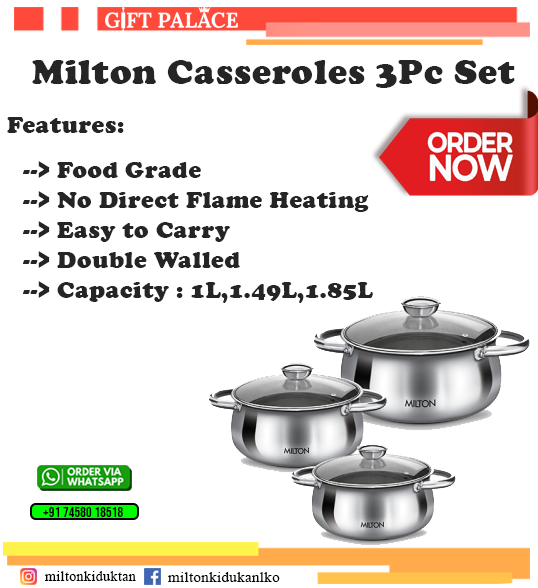 GIFT PALACE
Milton Casseroles 3Pc Set
Features:
--> Food Grade
--> No Direct Flame Heating
--> Easy to Carry
--> Double Walled
--> Capacity : 1L,1.49L,1.85L
ORDER
NOW
MILTON
MILTON
MILTON
ORDER VIA
WHATSAPP
+91 74580 18518
miltonkiduktan
miltonkidukanlko